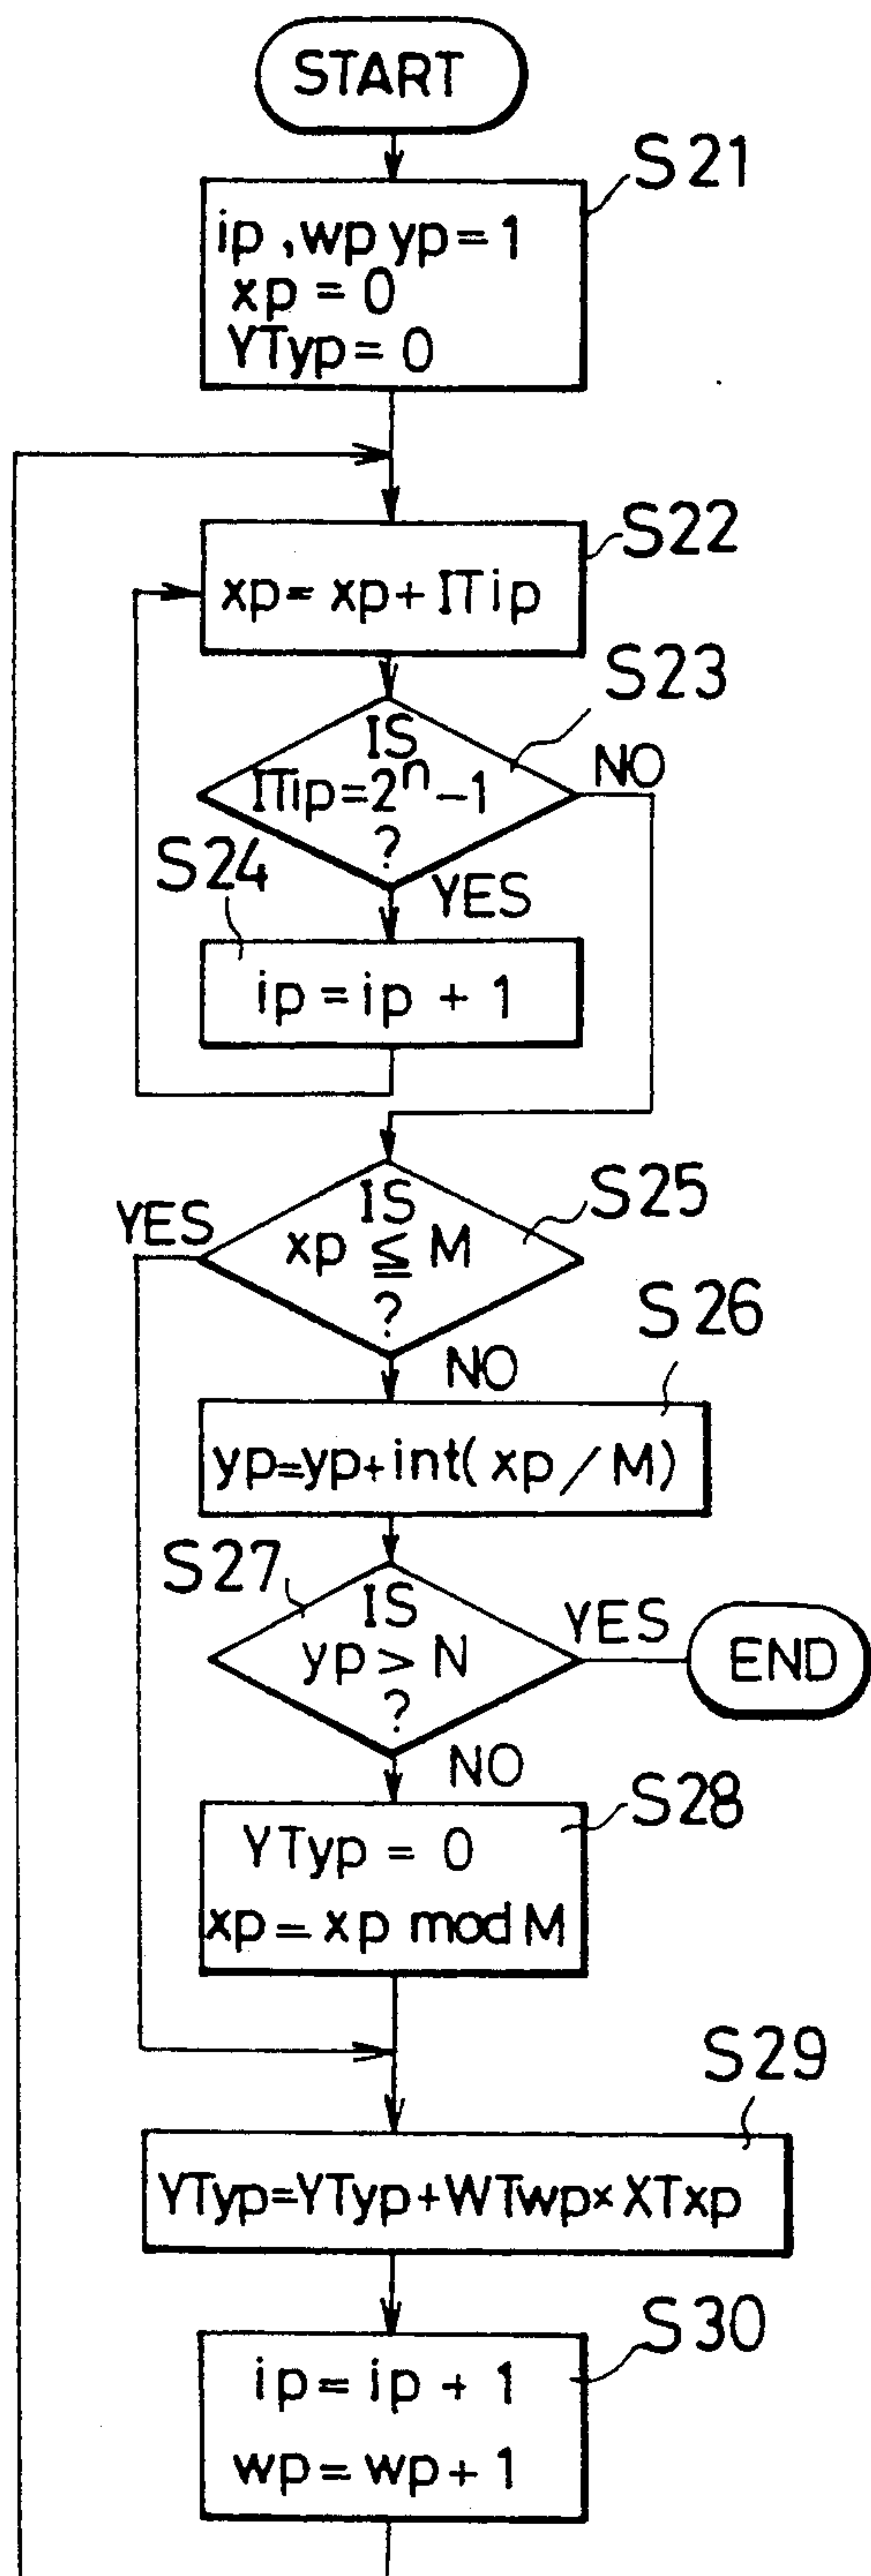 START
S21
ip ,wp yp=1
xp = 0
YTyp= 0
S22
xp= xp+ITip
S23
IS
ITip=2^n -1
?
NO
S24
YES
ip = ip + 1
S25
YES
IS
xp ≦ M
?
S26
NO
yp=yp+int( xp / M)
S27
IS
yp > N
?
YES
END
NO
S28
YTyp = 0
xp= xp mod M
S29
YTyp=YTyp+WTwp× XTxp
S30
ip= ip + 1
wp= wp + 1